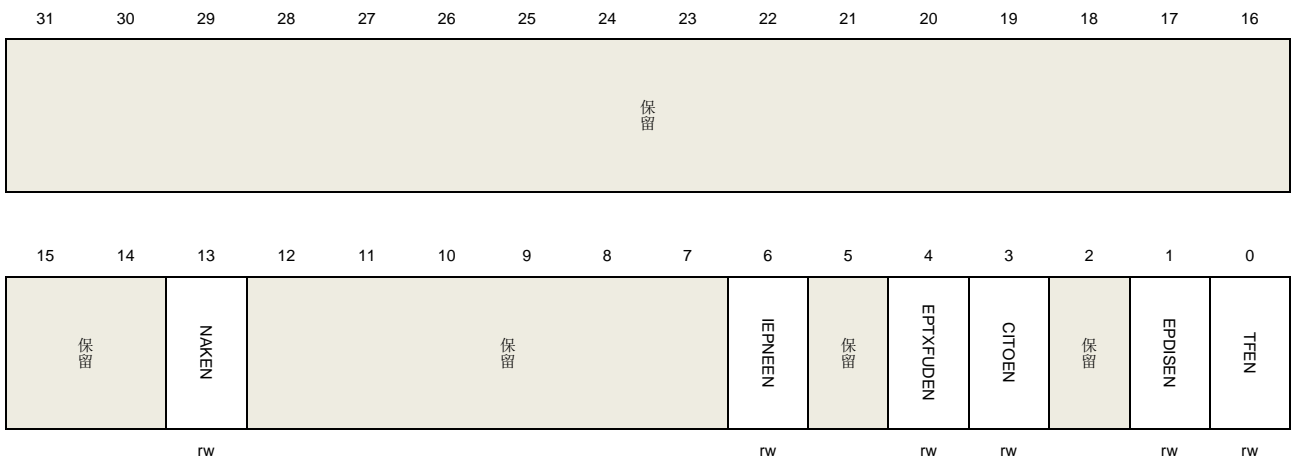 31 30 29 28 27 26 25 24 23 22 21 20 19 18 17 16
保留
15 14 13 12 11 10 9 8 7 6 5 4 3 2 1 0
保留 NAKEN 保留 IEPNEEN 保留 EPTXFUDEN CITOEN 保留 EPDISEN TFEN
rw rw rw rw rw rw